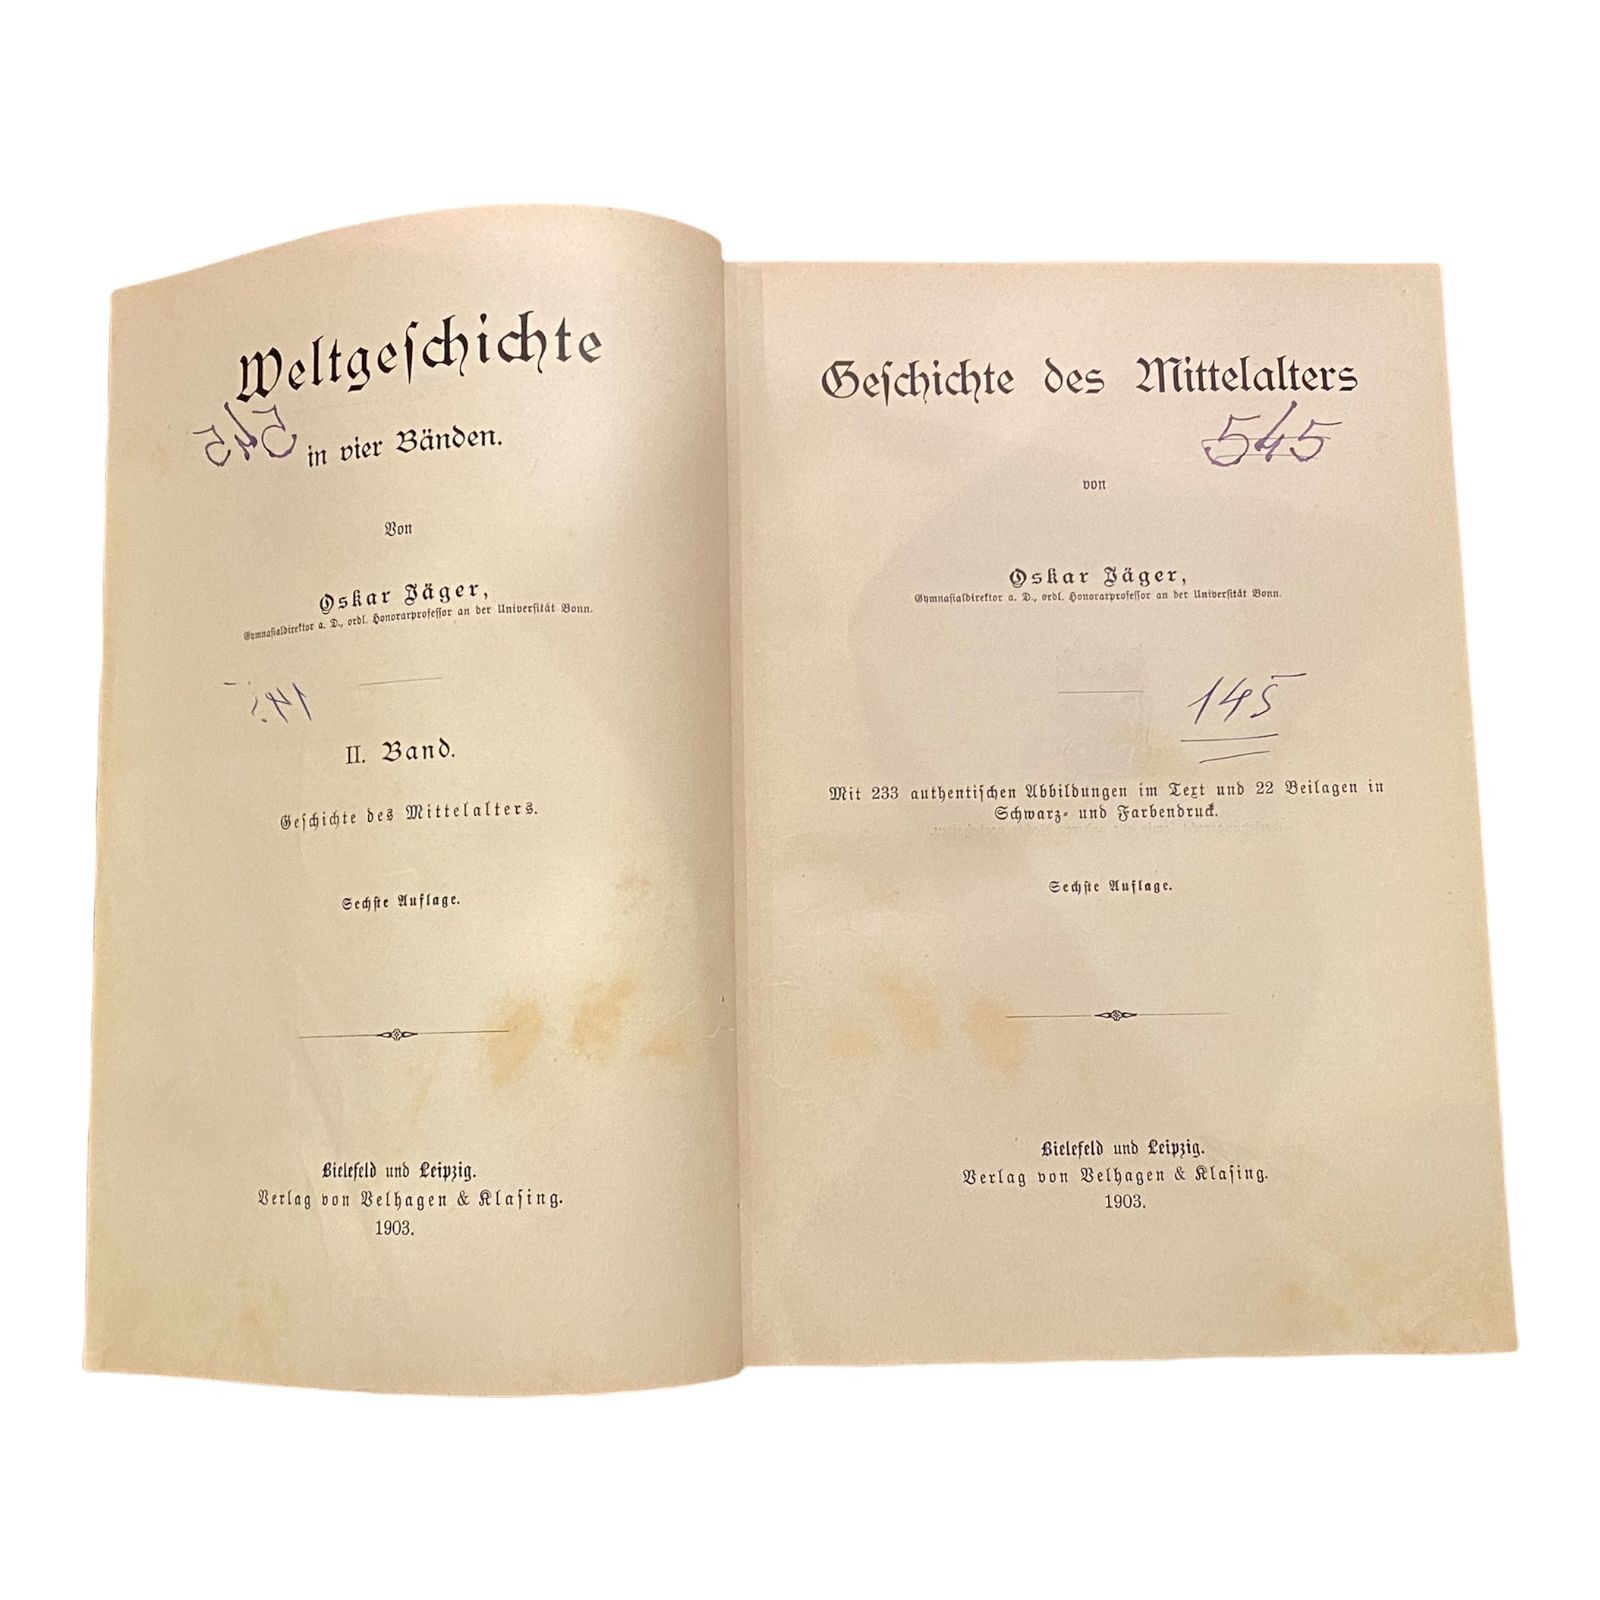 Weltgeschichte
in vier Bänden.
Von
Oskar Jäger,
Gymnasialdirektor a. D., ordl. Honorarprofessor an der Universität Bonn.
II. Band.
Geschichte des Mittelalters.
Sechste Auflage.
Bielefeld und Leipzig.
Verlag von Velhagen & Klasing.
1903.
Geschichte des Mittelalters
545
von
Oskar Jäger,
Gymnasialdirektor a. D., ordl. Honorarprofessor an der Universität Bonn.
145
Mit 233 authentischen Abbildungen im Text und 22 Beilagen in
Schwarz- und Farbendruck.
Sechste Auflage.
Bielefeld und Leipzig.
Verlag von Velhagen & Klasing.
1903.